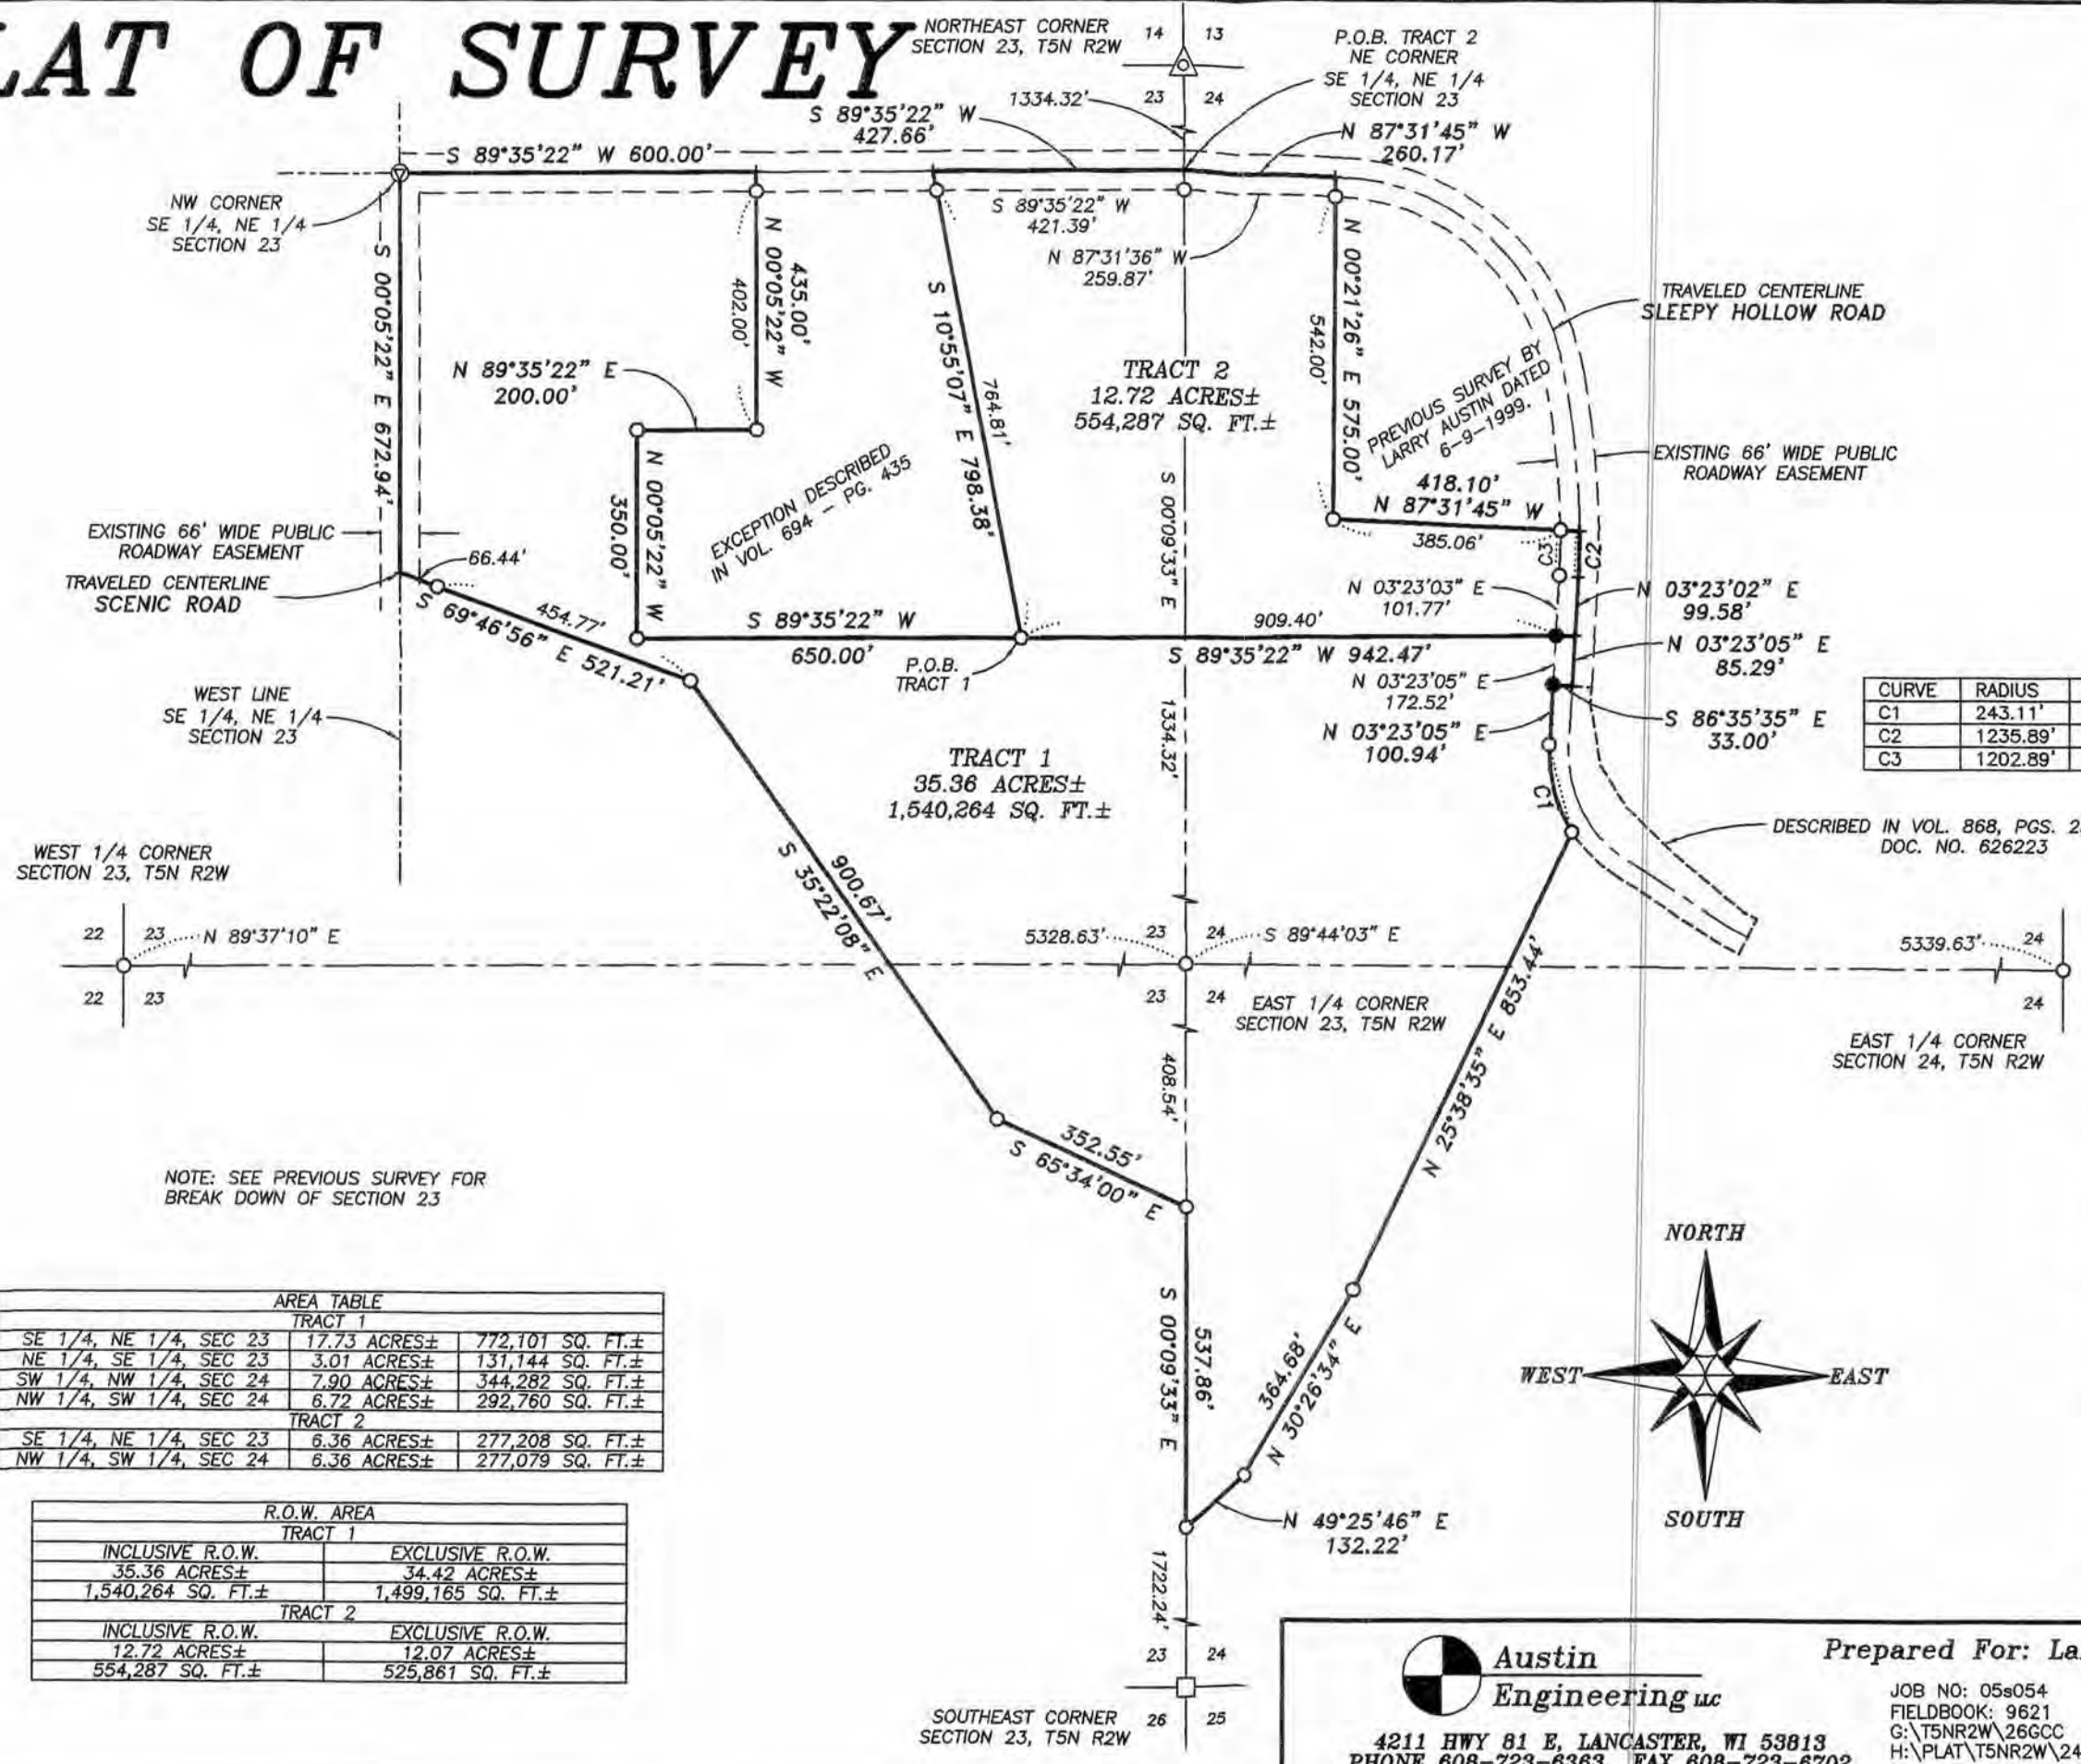 LAT OF SURVEY
NORTHEAST CORNER
SECTION 23, T5N R2W
14 13
23 24
1334.32'
P.O.B. TRACT 2
NE CORNER
SE 1/4, NE 1/4
SECTION 23
S 89°35'22" W
427.66'
N 87°31'45" W
260.17'
S 89°35'22" W 600.00'
NW CORNER
SE 1/4, NE 1/4
SECTION 23
S 00°05'22" E 672.94'
N 00°05'22" W
435.00'
402.00'
S 89°35'22" W
421.39'
N 87°31'36" W
259.87'
S 10°55'07" E 798.38'
764.81'
N 00°21'26" E 575.00'
542.00'
TRAVELED CENTERLINE
SLEEPY HOLLOW ROAD
N 89°35'22" E
200.00'
TRACT 2
12.72 ACRES±
554,287 SQ. FT.±
PREVIOUS SURVEY BY
LARRY AUSTIN DATED
6-9-1999.
EXISTING 66' WIDE PUBLIC
ROADWAY EASEMENT
N 00°05'22" W
350.00'
EXCEPTION DESCRIBED
IN VOL. 694 - PG. 435
S 00°09'33" E
418.10'
N 87°31'45" W
385.06'
C3
C2
EXISTING 66' WIDE PUBLIC
ROADWAY EASEMENT
66.44'
TRAVELED CENTERLINE
SCENIC ROAD
454.77'
S 69°46'56" E 521.21'
S 89°35'22" W
650.00'
P.O.B.
TRACT 1
N 03°23'03" E
101.77'
909.40'
S 89°35'22" W 942.47'
N 03°23'02" E
99.58'
N 03°23'05" E
85.29'
N 03°23'05" E
172.52'
N 03°23'05" E
100.94'
S 86°35'35" E
33.00'
WEST LINE
SE 1/4, NE 1/4
SECTION 23
1334.32'
TRACT 1
35.36 ACRES±
1,540,264 SQ. FT.±
C1
CURVE RADIUS
C1 243.11'
C2 1235.89'
C3 1202.89'
DESCRIBED IN VOL. 868, PGS. 2
DOC. NO. 626223
WEST 1/4 CORNER
SECTION 23, T5N R2W
22 23
N 89°37'10" E
22 23
900.67'
S 35°22'08" E
5328.63'
23 24
S 89°44'03" E
23 24
EAST 1/4 CORNER
SECTION 23, T5N R2W
5339.63'
24
24
EAST 1/4 CORNER
SECTION 24, T5N R2W
N 25°38'35" E 853.44'
408.54'
352.55'
S 65°34'00" E
NOTE: SEE PREVIOUS SURVEY FOR
BREAK DOWN OF SECTION 23
S 00°09'33" E
537.86'
364.68'
N 30°26'34" E
N 49°25'46" E
132.22'
1722.24'
23 24
26 25
SOUTHEAST CORNER
SECTION 23, T5N R2W
NORTH
WEST
EAST
SOUTH
AREA TABLE
TRACT 1
SE 1/4, NE 1/4, SEC 23 17.73 ACRES± 772,101 SQ. FT.±
NE 1/4, SE 1/4, SEC 23 3.01 ACRES± 131,144 SQ. FT.±
SW 1/4, NW 1/4, SEC 24 7.90 ACRES± 344,282 SQ. FT.±
NW 1/4, SW 1/4, SEC 24 6.72 ACRES± 292,760 SQ. FT.±
TRACT 2
SE 1/4, NE 1/4, SEC 23 6.36 ACRES± 277,208 SQ. FT.±
NW 1/4, SW 1/4, SEC 24 6.36 ACRES± 277,079 SQ. FT.±
R.O.W. AREA
TRACT 1
INCLUSIVE R.O.W. EXCLUSIVE R.O.W.
35.36 ACRES± 34.42 ACRES±
1,540,264 SQ. FT.± 1,499,165 SQ. FT.±
TRACT 2
INCLUSIVE R.O.W. EXCLUSIVE R.O.W.
12.72 ACRES± 12.07 ACRES±
554,287 SQ. FT.± 525,861 SQ. FT.±
Austin
Engineering LLC
4211 HWY 81 E, LANCASTER, WI 53813
PHONE 608-723-6363 FAX 608-723-6702
Prepared For: La
JOB NO: 05s054
FIELDBOOK: 9621
G:\T5NR2W\26GCC
H:\PLAT\T5NR2W\24